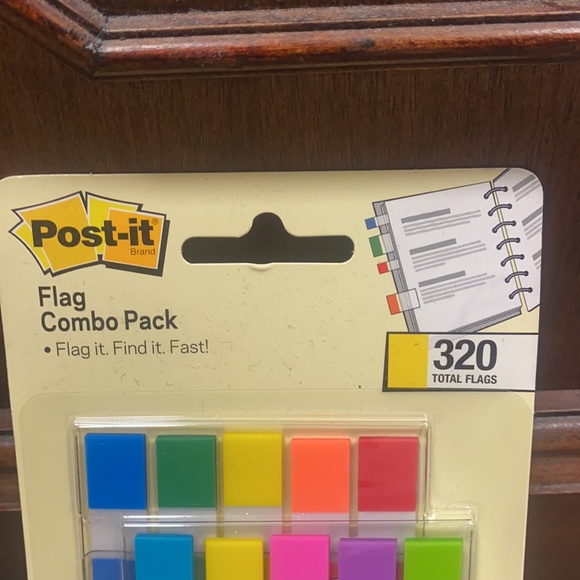 Post-it®
Brand
Flag
Combo Pack
• Flag it. Find it. Fast!
320
TOTAL FLAGS